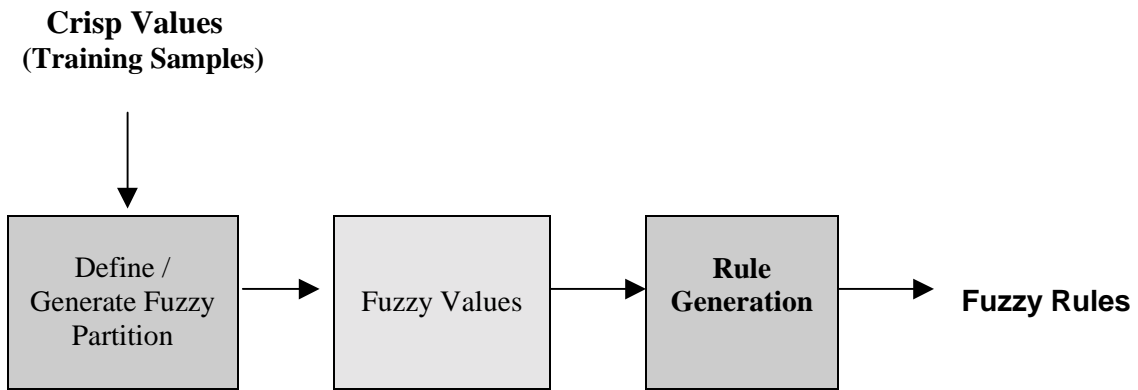 Crisp Values
(Training Samples)
Define /
Generate Fuzzy
Partition
Fuzzy Values
Rule
Generation
Fuzzy Rules